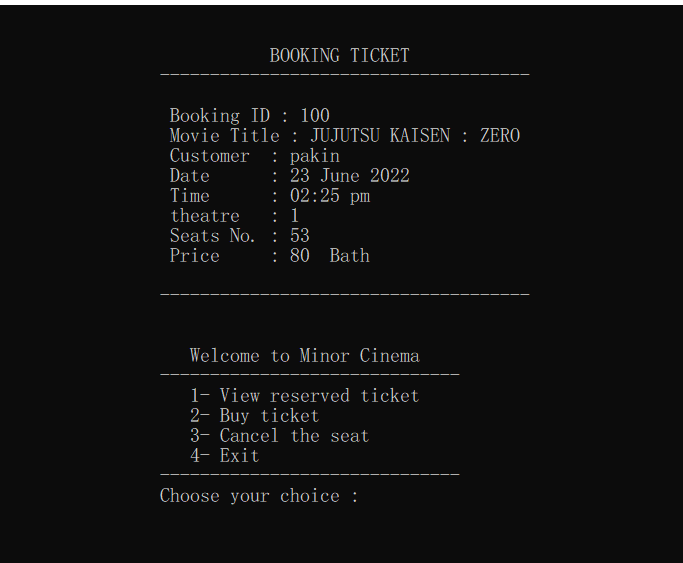 BOOKING TICKET
-------------------------------------
Booking ID : 100
Movie Title : JUJUTSU KAISEN : ZERO
Customer  : pakin
Date      : 23 June 2022
Time      : 02:25 pm
theatre   : 1
Seats No. : 53
Price     : 80  Bath
-------------------------------------
Welcome to Minor Cinema
------------------------------
1- View reserved ticket
2- Buy ticket
3- Cancel the seat
4- Exit
------------------------------
Choose your choice :